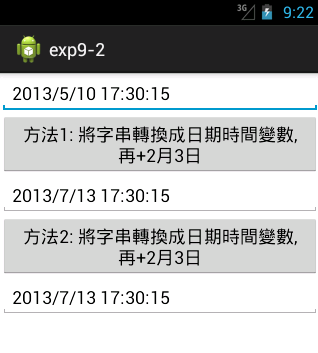 3G 9:22
exp9-2
2013/5/10 17:30:15
方法1: 將字串轉換成日期時間變數,
再+2月3日
2013/7/13 17:30:15
方法2: 將字串轉換成日期時間變數,
再+2月3日
2013/7/13 17:30:15